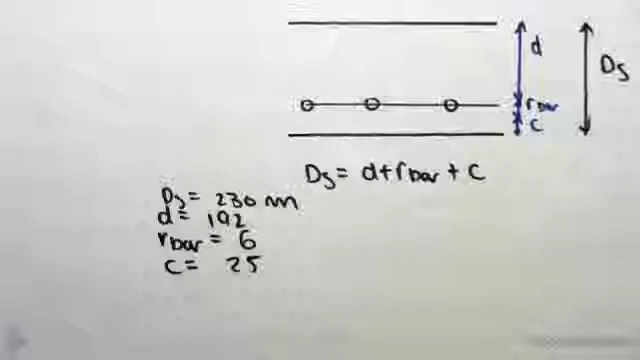 d
Ds
rbar
c
Ds = d+rbar + c
Ds = 230 mm
d = 192
rbar = 6
c = 25